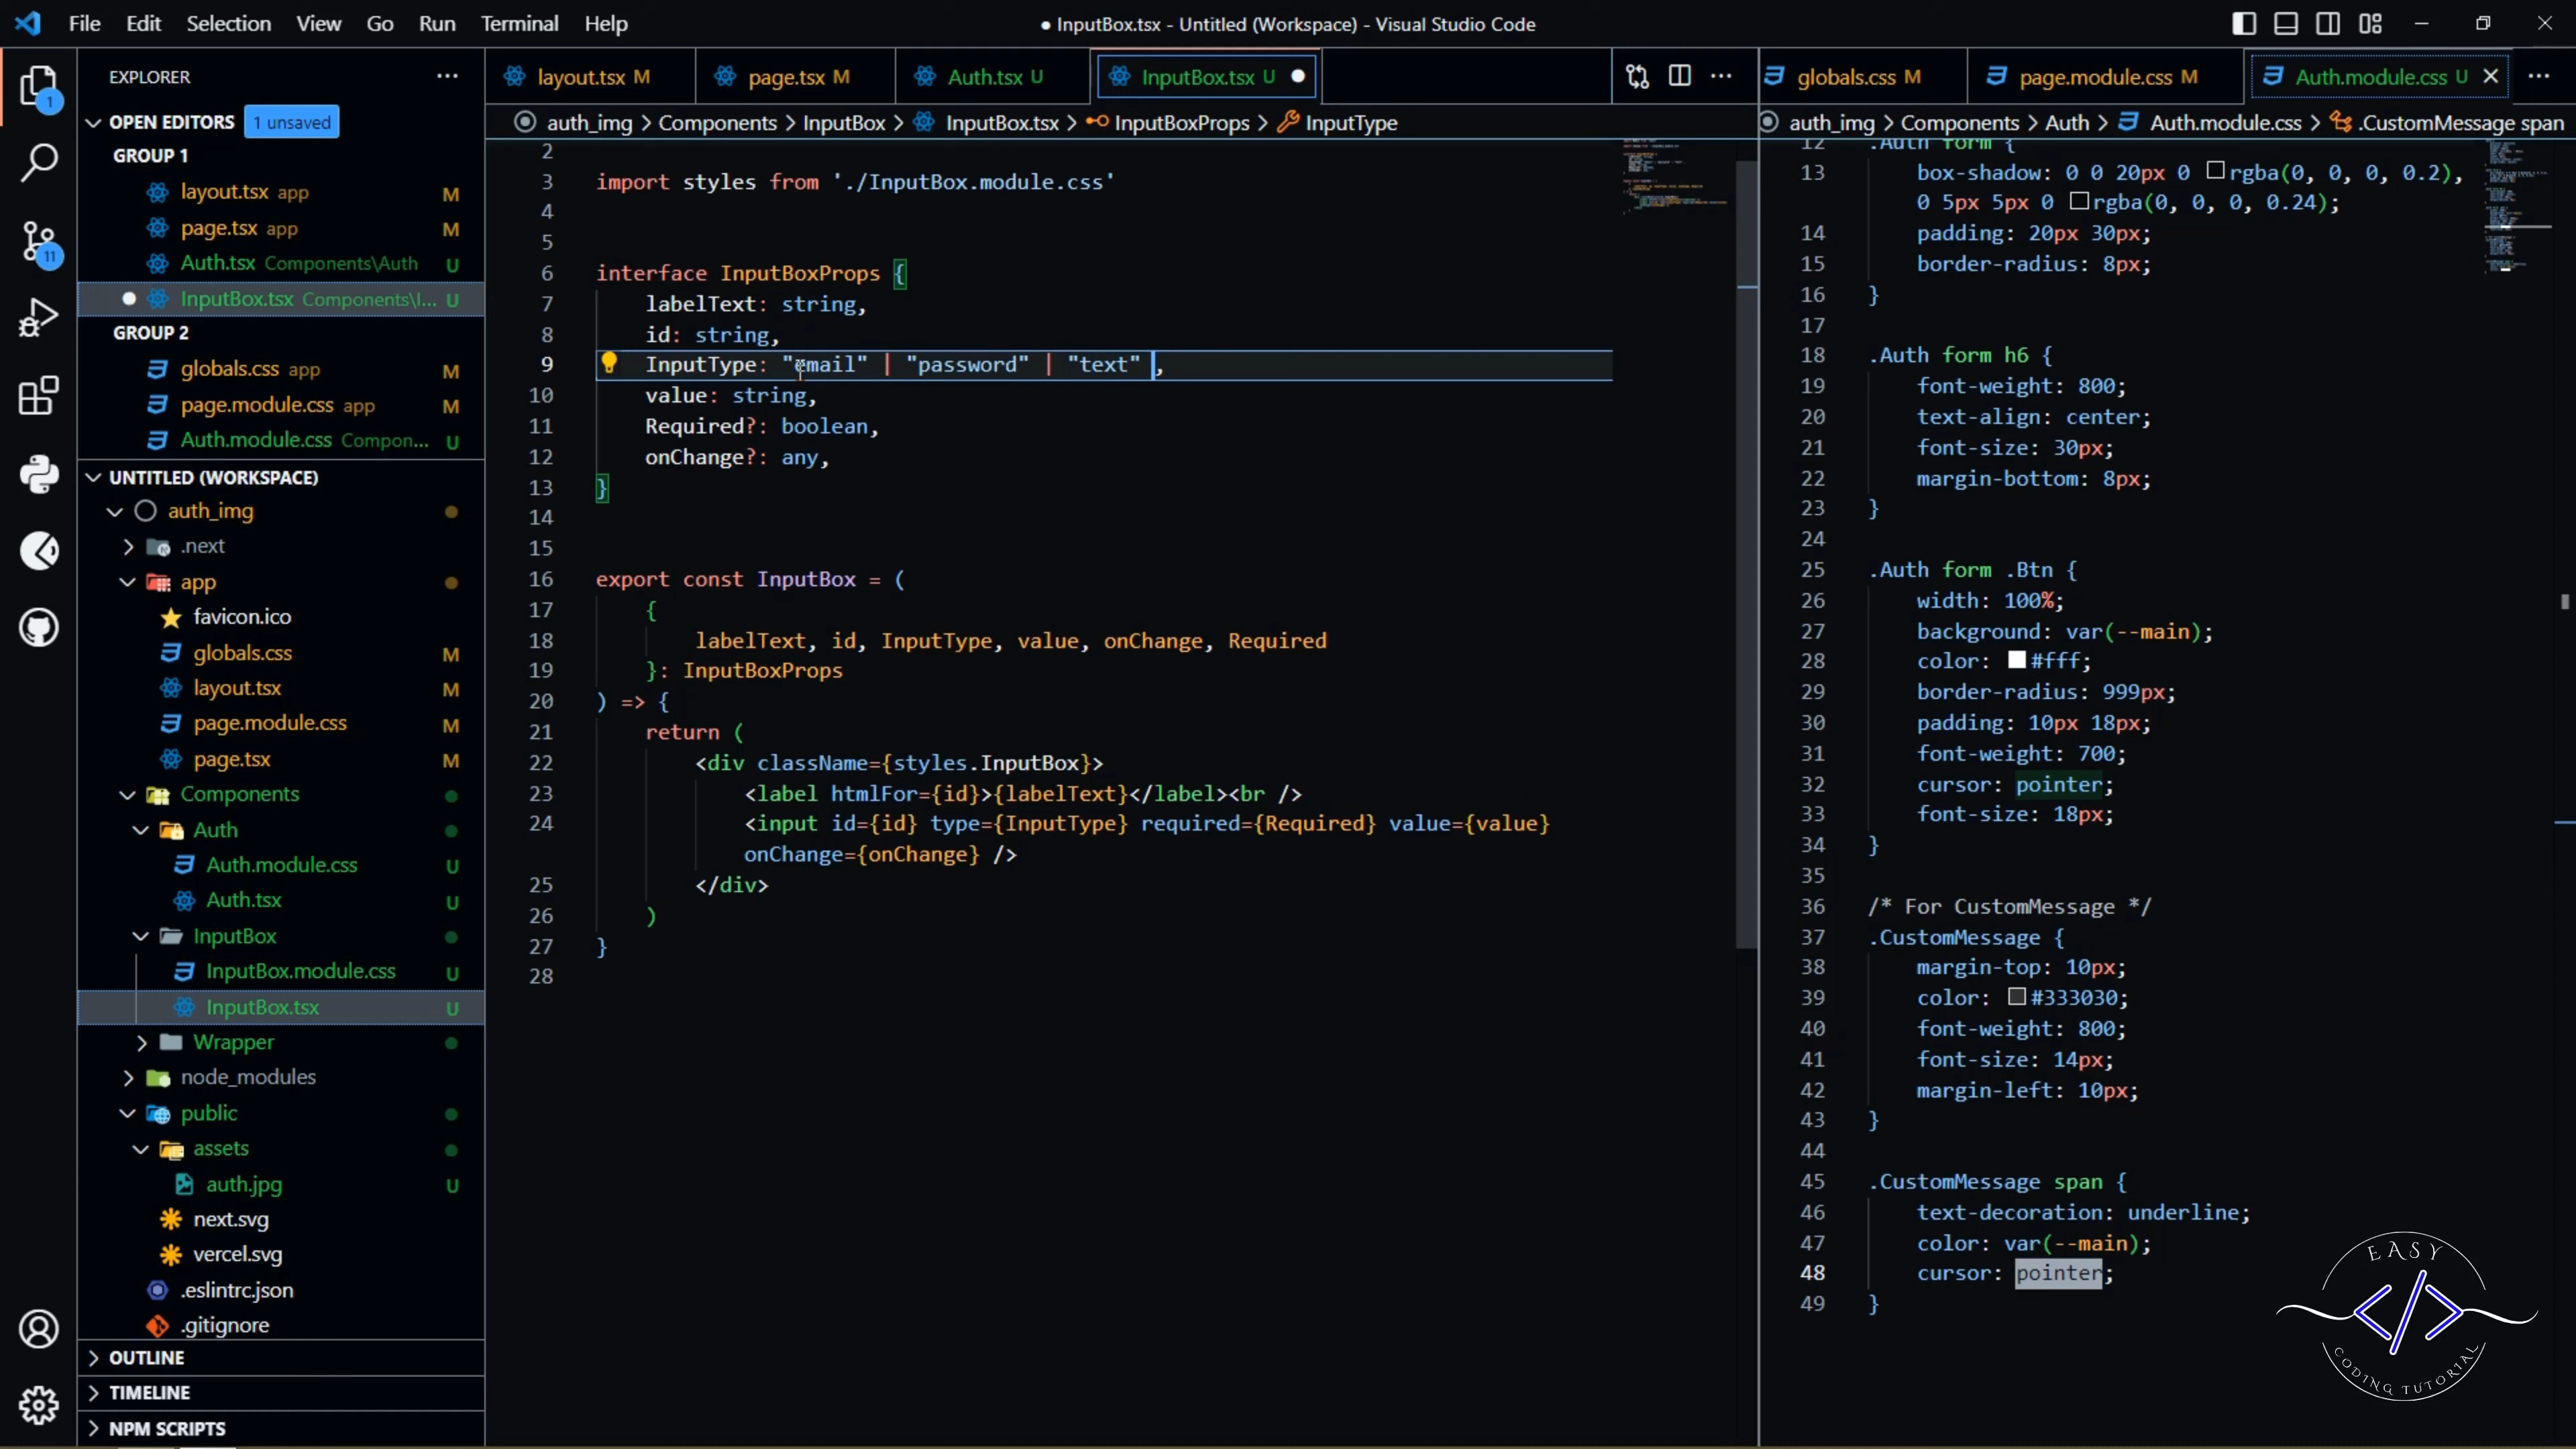 File Edit Selection View Go Run Terminal Help
● InputBox.tsx - Untitled (Workspace) - Visual Studio Code
EXPLORER
OPEN EDITORS 1 unsaved
GROUP 1
layout.tsx app M
page.tsx app M
Auth.tsx Components\Auth U
InputBox.tsx Components\I... U
GROUP 2
globals.css app M
page.module.css app M
Auth.module.css Compon... U
UNTITLED (WORKSPACE)
auth_img
.next
app
favicon.ico
globals.css M
layout.tsx M
page.module.css M
page.tsx M
Components
Auth
Auth.module.css U
Auth.tsx U
InputBox
InputBox.module.css U
InputBox.tsx U
Wrapper
node_modules
public
assets
auth.jpg U
next.svg
vercel.svg
.eslintrc.json
.gitignore
OUTLINE
TIMELINE
NPM SCRIPTS
1
11
layout.tsx M page.tsx M Auth.tsx U InputBox.tsx U
auth_img > Components > InputBox > InputBox.tsx > InputBoxProps > InputType
2
3 import styles from './InputBox.module.css'
4
5
6 interface InputBoxProps {
7 labelText: string,
8 id: string,
9 InputType: "email" | "password" | "text" ,
10 value: string,
11 Required?: boolean,
12 onChange?: any,
13 }
14
15
16 export const InputBox = (
17 {
18 labelText, id, InputType, value, onChange, Required
19 }: InputBoxProps
20 ) => {
21 return (
22 <div className={styles.InputBox}>
23 <label htmlFor={id}>{labelText}</label><br />
24 <input id={id} type={InputType} required={Required} value={value}
onChange={onChange} />
25 </div>
26 )
27 }
28
globals.css M page.module.css M Auth.module.css U
auth_img > Components > Auth > Auth.module.css > .CustomMessage span
12 .Auth form {
13 box-shadow: 0 0 20px 0 rgba(0, 0, 0, 0.2),
0 5px 5px 0 rgba(0, 0, 0, 0.24);
14 padding: 20px 30px;
15 border-radius: 8px;
16 }
17
18 .Auth form h6 {
19 font-weight: 800;
20 text-align: center;
21 font-size: 30px;
22 margin-bottom: 8px;
23 }
24
25 .Auth form .Btn {
26 width: 100%;
27 background: var(--main);
28 color: #fff;
29 border-radius: 999px;
30 padding: 10px 18px;
31 font-weight: 700;
32 cursor: pointer;
33 font-size: 18px;
34 }
35
36 /* For CustomMessage */
37 .CustomMessage {
38 margin-top: 10px;
39 color: #333030;
40 font-weight: 800;
41 font-size: 14px;
42 margin-left: 10px;
43 }
44
45 .CustomMessage span {
46 text-decoration: underline;
47 color: var(--main);
48 cursor: pointer;
49 }
EASY
</>
CODING TUTORIAL